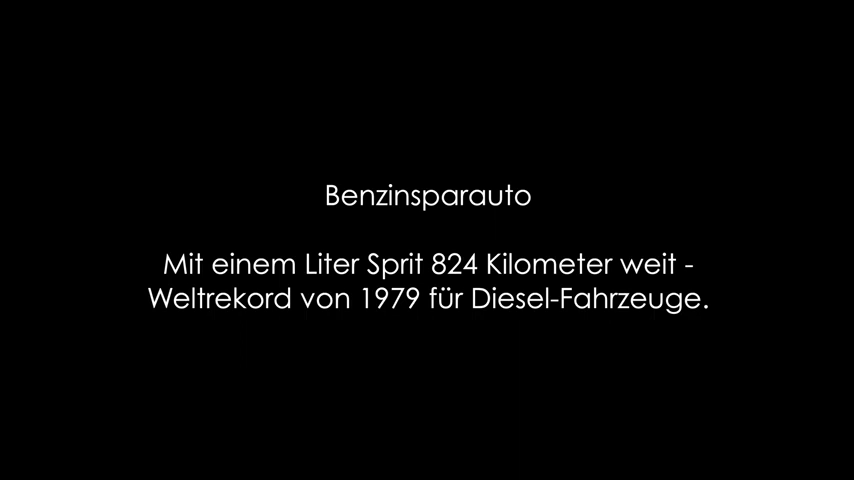 Benzinsparauto
Mit einem Liter Sprit 824 Kilometer weit -
Weltrekord von 1979 für Diesel-Fahrzeuge.